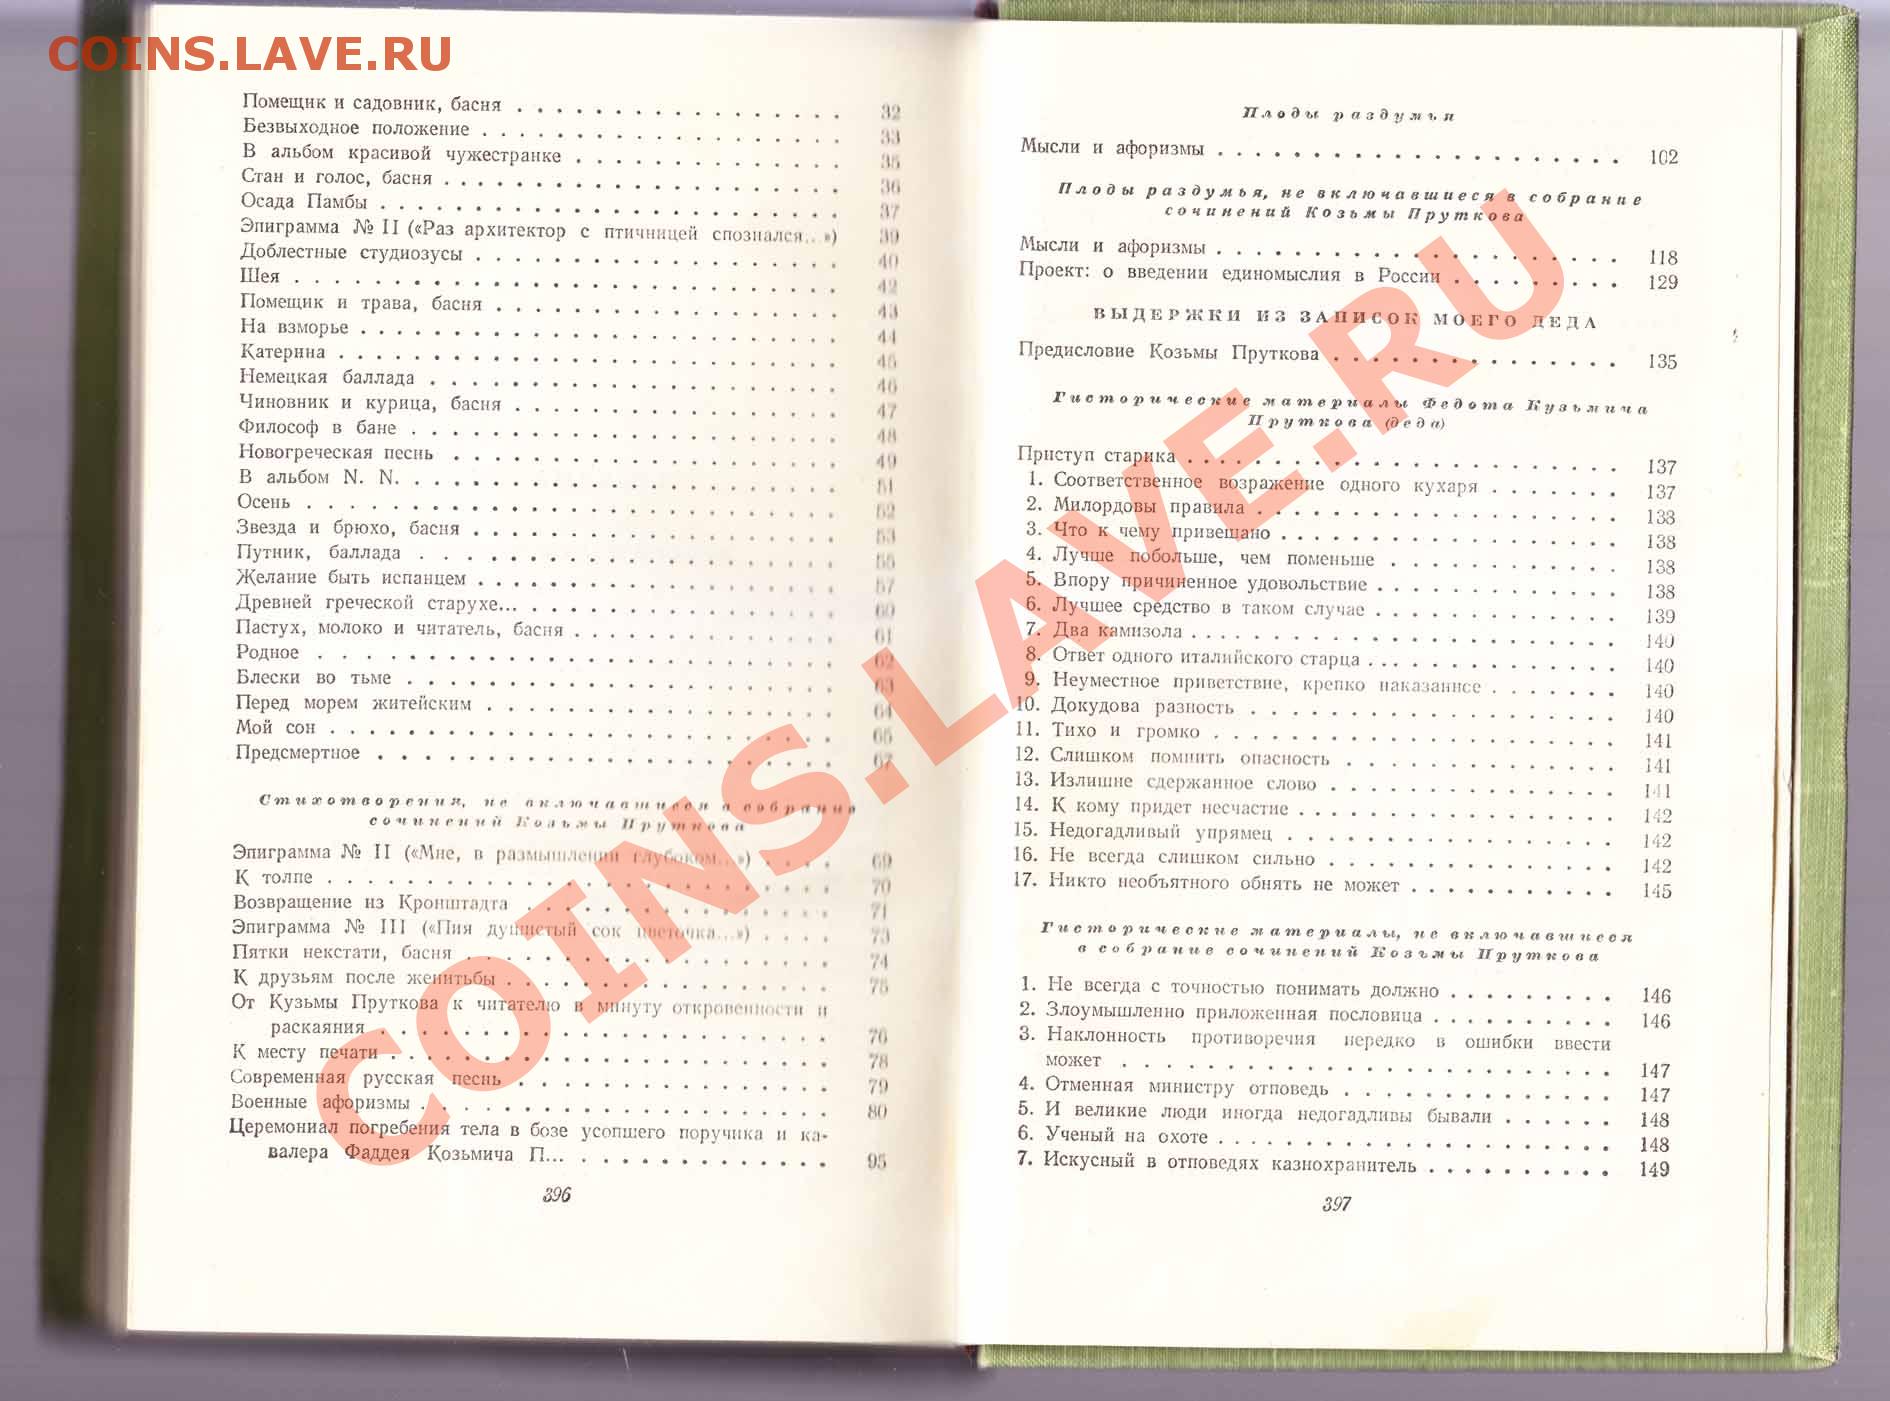 COINS.LAVE.RU
Помещик и садовник, басня . . . . . . . . . . . . . 32
Безвыходное положение . . . . . . . . . . . . . . . 33
В альбом красивой чужестранке . . . . . . . . . . . 35
Стан и голос, басня . . . . . . . . . . . . . . . . 36
Осада Памбы . . . . . . . . . . . . . . . . . . . 37
Эпиграмма № II («Раз архитектор с птичницей спознался...») 39
Доблестные студиозусы . . . . . . . . . . . . . . . 40
Шея . . . . . . . . . . . . . . . . . . . . . . 42
Помещик и трава, басня . . . . . . . . . . . . . . 43
На взморье . . . . . . . . . . . . . . . . . . . 44
Катерина . . . . . . . . . . . . . . . . . . . . 45
Немецкая баллада . . . . . . . . . . . . . . . . . 46
Чиновник и курица, басня . . . . . . . . . . . . . 47
Философ в бане . . . . . . . . . . . . . . . . . 48
Новогреческая песнь . . . . . . . . . . . . . . . . 49
В альбом N. N. . . . . . . . . . . . . . . . . . 51
Осень . . . . . . . . . . . . . . . . . . . . . 52
Звезда и брюхо, басня . . . . . . . . . . . . . . . 53
Путник, баллада . . . . . . . . . . . . . . . . . 55
Желание быть испанцем . . . . . . . . . . . . . . . 57
Древней греческой старухе... . . . . . . . . . . . . . 60
Пастух, молоко и читатель, басня . . . . . . . . . . . 61
Родное . . . . . . . . . . . . . . . . . . . . . 62
Блески во тьме . . . . . . . . . . . . . . . . . 63
Перед морем житейским . . . . . . . . . . . . . . 64
Мой сон . . . . . . . . . . . . . . . . . . . . 65
Предсмертное . . . . . . . . . . . . . . . . . . 67
Стихотворения, не включавшиеся в собрание
сочинений Козьмы Пруткова
Эпиграмма № II («Мне, в размышлении глубоком...») . . . . 69
К толпе . . . . . . . . . . . . . . . . . . . . 70
Возвращение из Кронштадта . . . . . . . . . . . . . 71
Эпиграмма № III («Пия душистый сок цветочка...») . . . . 73
Пятки некстати, басня . . . . . . . . . . . . . . . 74
К друзьям после женитьбы . . . . . . . . . . . . . 75
От Кузьмы Пруткова к читателю в минуту откровенности и
раскаяния . . . . . . . . . . . . . . . . . . 76
К месту печати . . . . . . . . . . . . . . . . . 78
Современная русская песнь . . . . . . . . . . . . . 79
Военные афоризмы . . . . . . . . . . . . . . . . 80
Церемониал погребения тела в бозе усопшего поручика и ка-
валера Фаддея Козьмича П... . . . . . . . . . . . 95
396
Плоды раздумья
Мысли и афоризмы . . . . . . . . . . . . . . . . 102
Плоды раздумья, не включавшиеся в собрание
сочинений Козьмы Пруткова
Мысли и афоризмы . . . . . . . . . . . . . . . . 118
Проект: о введении единомыслия в России . . . . . . . 129
ВЫДЕРЖКИ ИЗ ЗАПИСОК МОЕГО ДЕДА
Предисловие Козьмы Пруткова . . . . . . . . . . . . 135
Гисторические материалы Федота Кузьмича
Пруткова (деда)
Приступ старика . . . . . . . . . . . . . . . . . 137
1. Соответственное возражение одного кухаря . . . . . . . 137
2. Милордовы правила . . . . . . . . . . . . . . . 138
3. Что к чему привешано . . . . . . . . . . . . . . 138
4. Лучше побольше, чем поменьше . . . . . . . . . . 138
5. Впору причиненное удовольствие . . . . . . . . . . 138
6. Лучшее средство в таком случае . . . . . . . . . . 139
7. Два камизола . . . . . . . . . . . . . . . . . 140
8. Ответ одного италийского старца . . . . . . . . . . 140
9. Неуместное приветствие, крепко наказанное . . . . . . . 140
10. Докудова разность . . . . . . . . . . . . . . . 140
11. Тихо и громко . . . . . . . . . . . . . . . . . 141
12. Слишком помнить опасность . . . . . . . . . . . . 141
13. Излишне сдержанное слово . . . . . . . . . . . . 141
14. К кому придет несчастие . . . . . . . . . . . . . 142
15. Недогадливый упрямец . . . . . . . . . . . . . . 142
16. Не всегда слишком сильно . . . . . . . . . . . . 142
17. Никто необъятного обнять не может . . . . . . . . . 145
Гисторические материалы, не включавшиеся
в собрание сочинений Козьмы Пруткова
1. Не всегда с точностью понимать должно . . . . . . . . 146
2. Злоумышленно приложенная пословица . . . . . . . . 146
3. Наклонность противоречия нередко в ошибки ввести
может . . . . . . . . . . . . . . . . . . . . 147
4. Отменная министру отповедь . . . . . . . . . . . 147
5. И великие люди иногда недогадливы бывали . . . . . . 148
6. Ученый на охоте . . . . . . . . . . . . . . . . 148
7. Искусный в отповедях казнохранитель . . . . . . . . 149
397
COINS.LAVE.RU